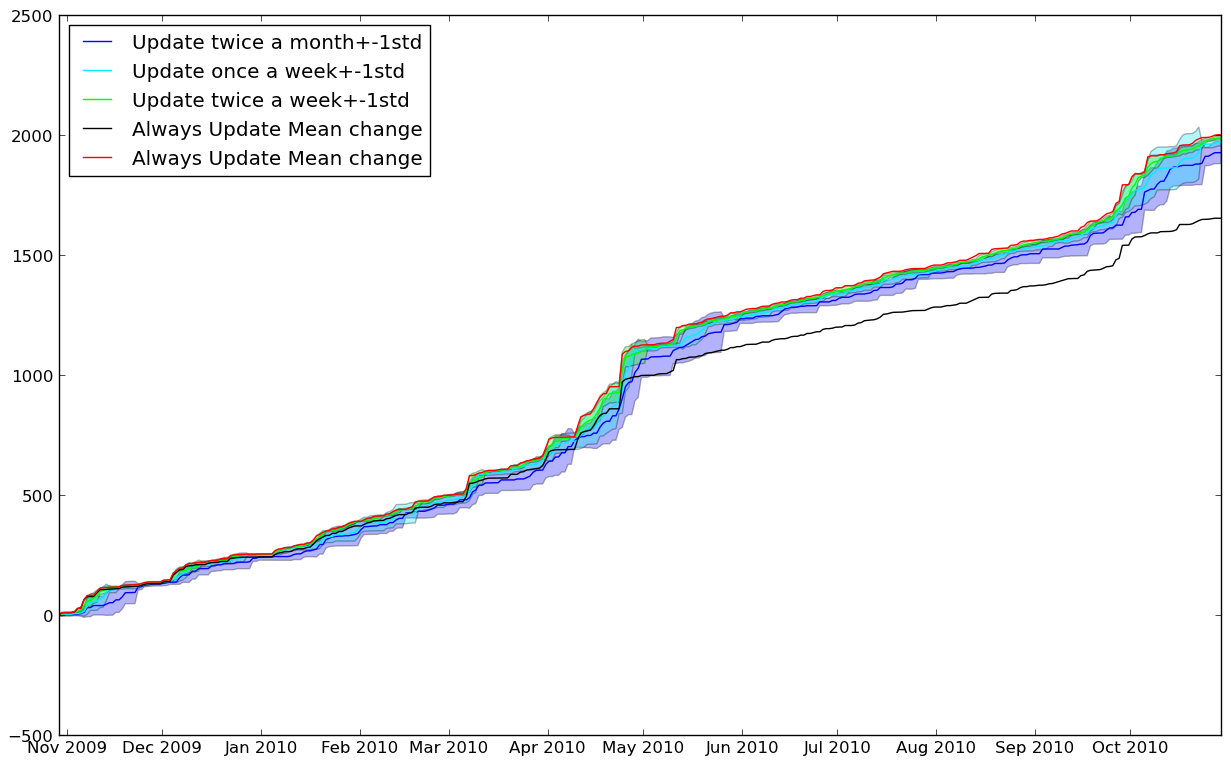 2500
Update twice a month+-1std
Update once a week+-1std
Update twice a week+-1std
Always Update Mean change
Always Update Mean change
2000
1500
1000
500
0
−500
Nov 2009 Dec 2009 Jan 2010 Feb 2010 Mar 2010 Apr 2010 May 2010 Jun 2010 Jul 2010 Aug 2010 Sep 2010 Oct 2010